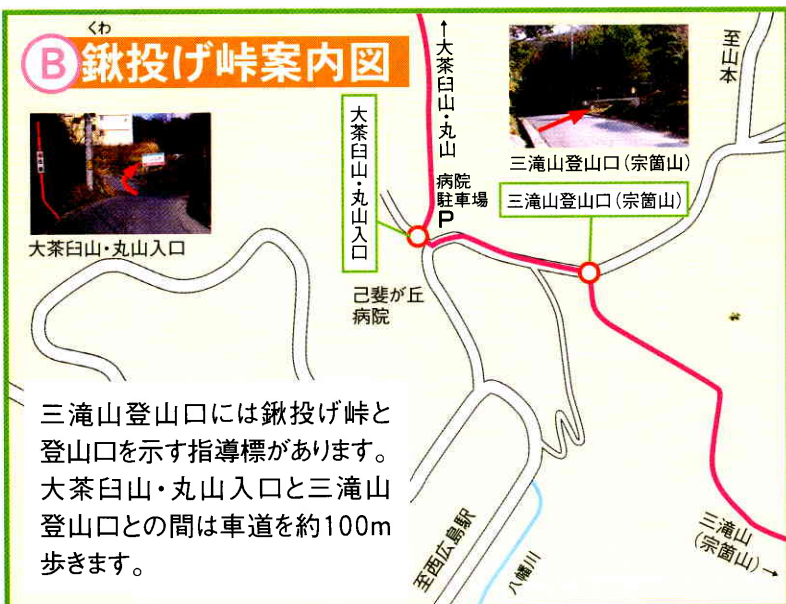 くわ
B 鍬投げ峠案内図
↑大茶臼山・丸山
至山本
大茶臼山・丸山入口
三滝山登山口(宗箇山)
病院
駐車場
P
三滝山登山口(宗箇山)
大茶臼山・丸山入口
己斐が丘
病院
三滝山登山口には鍬投げ峠と
登山口を示す指導標があります。
大茶臼山・丸山入口と三滝山
登山口との間は車道を約100m
歩きます。
至西広島駅
八幡川
三滝山
(宗箇山)→